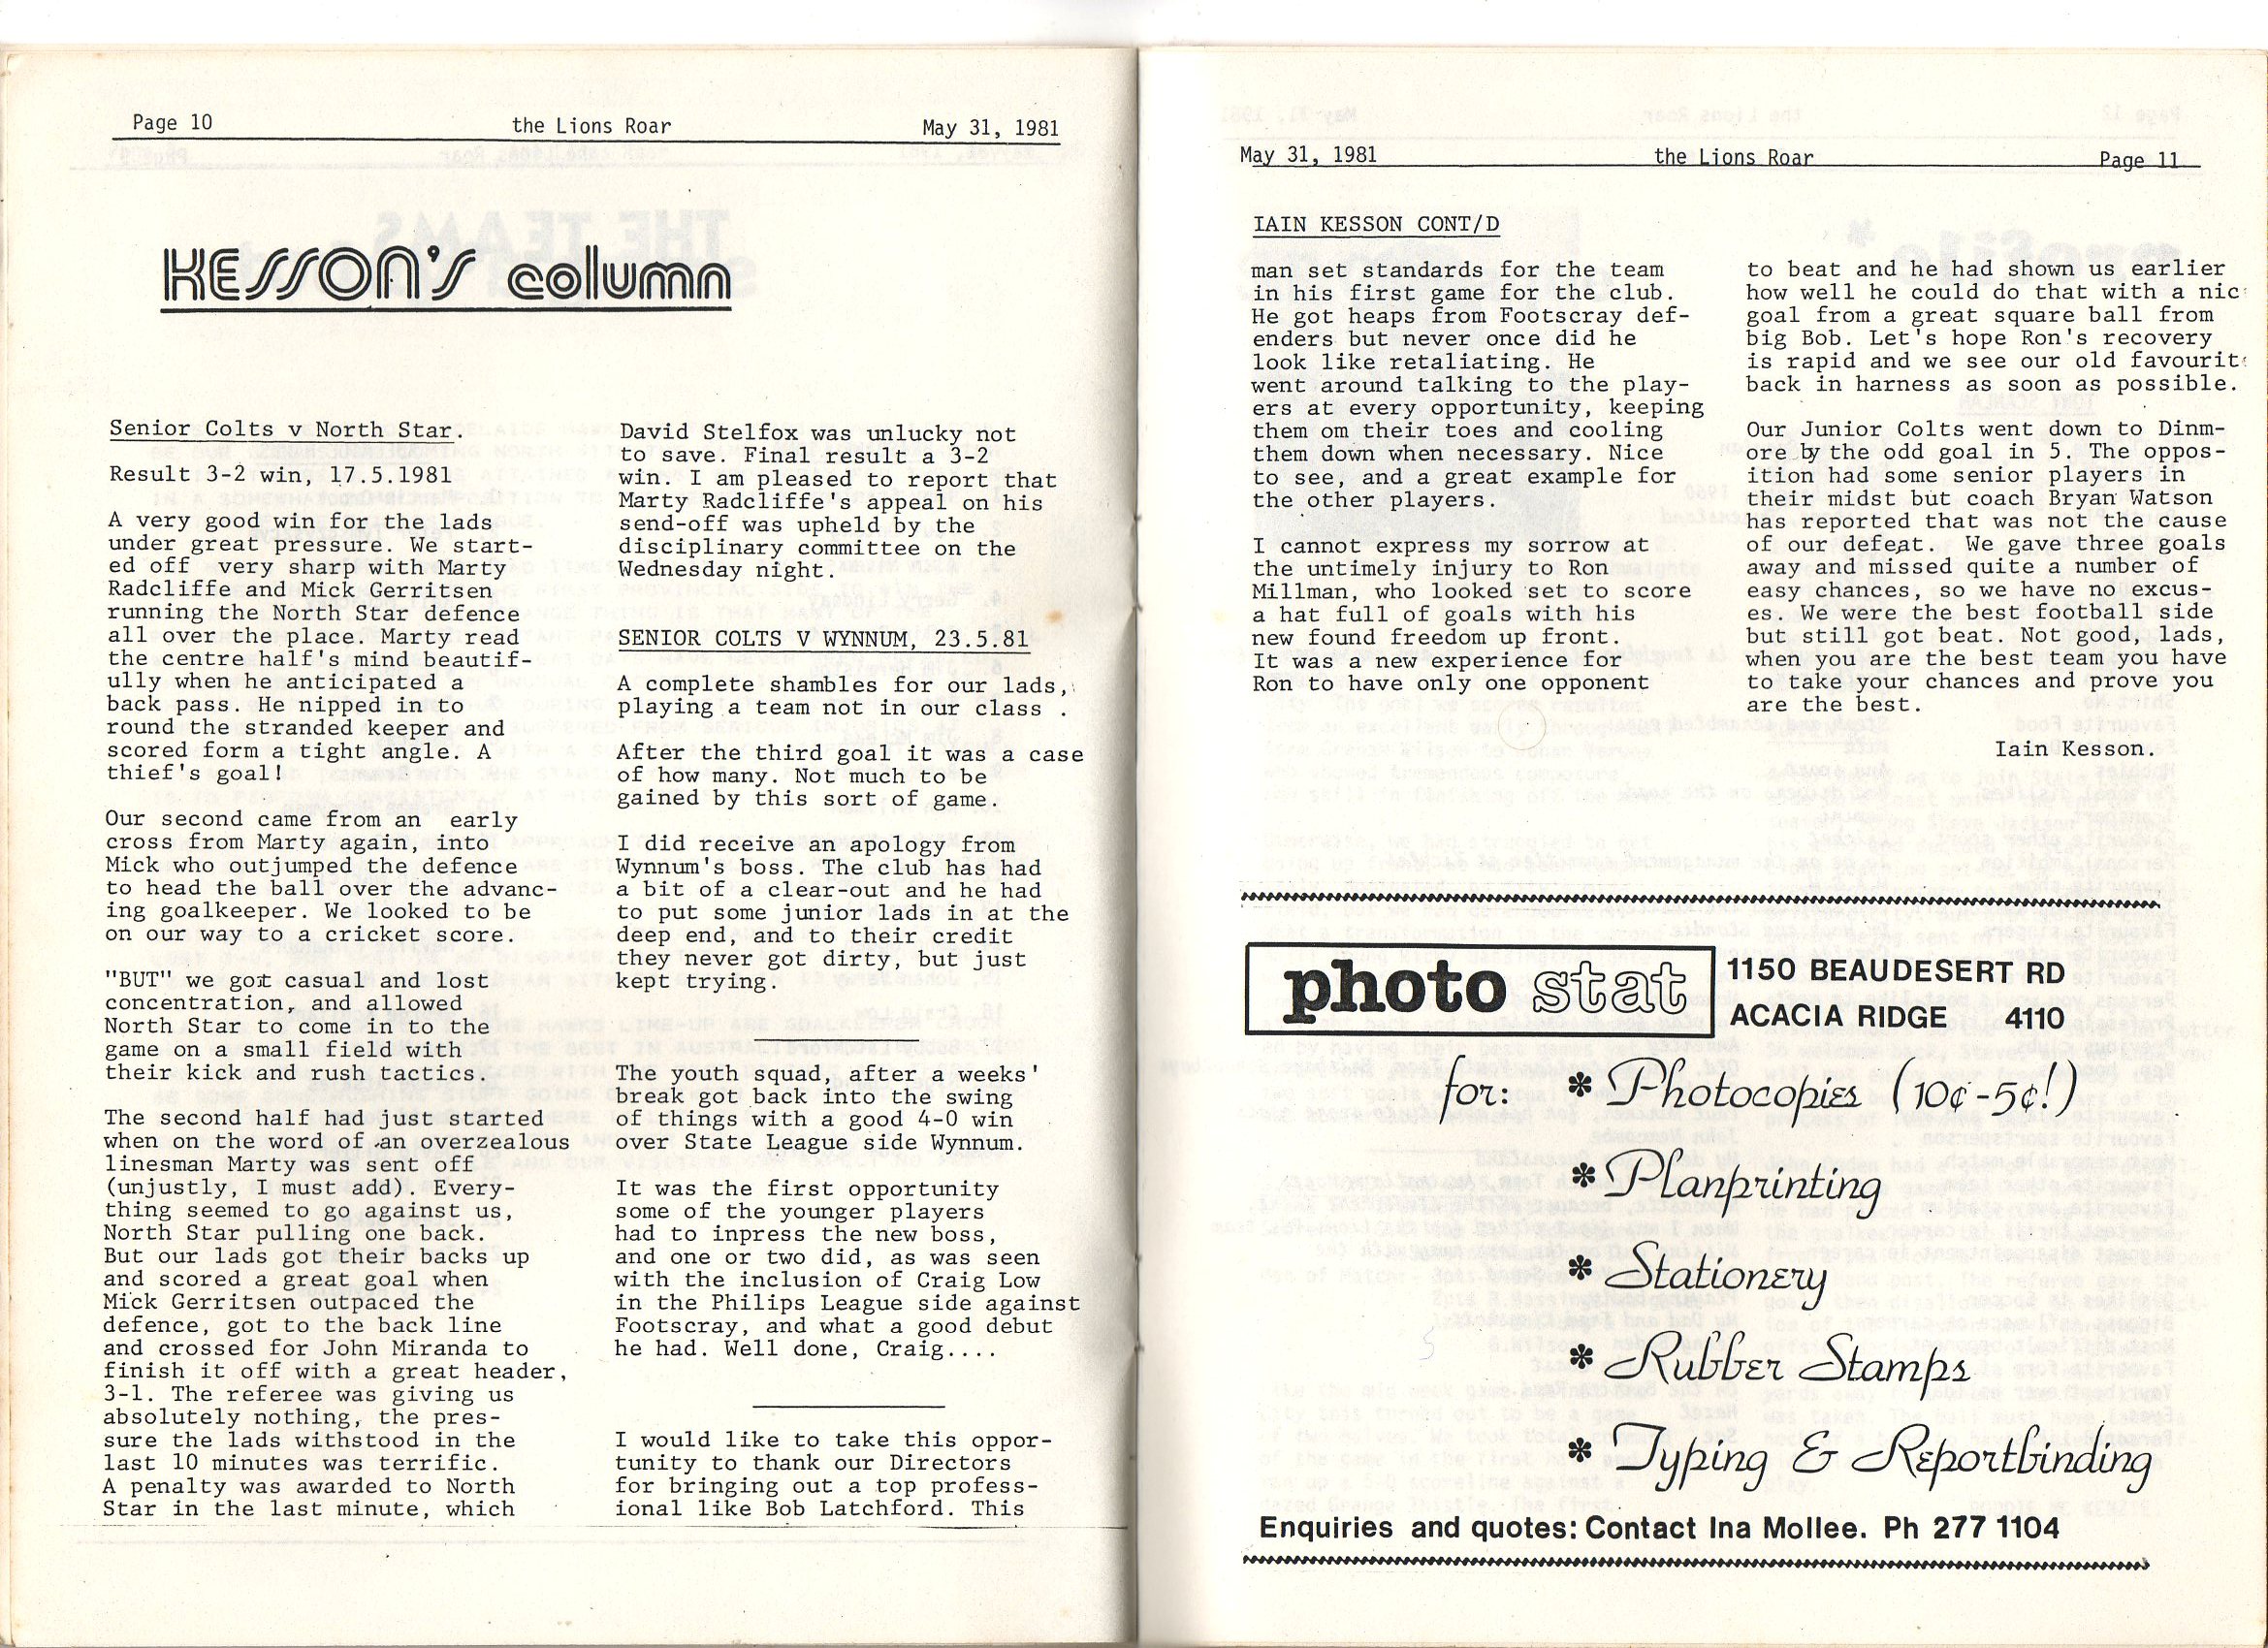 Page 10 the Lions Roar May 31, 1981
KESSON'S column
Senior Colts v North Star.
Result 3-2 win, 17.5.1981
A very good win for the lads
under great pressure. We start-
ed off very sharp with Marty
Radcliffe and Mick Gerritsen
running the North Star defence
all over the place. Marty read
the centre half's mind beautif-
ully when he anticipated a
back pass. He nipped in to
round the stranded keeper and
scored form a tight angle. A
thief's goal!
Our second came from an early
cross from Marty again, into
Mick who outjumped the defence
to head the ball over the advanc-
ing goalkeeper. We looked to be
on our way to a cricket score.
"BUT" we got casual and lost
concentration, and allowed
North Star to come in to the
game on a small field with
their kick and rush tactics.
The second half had just started
when on the word of an overzealous
linesman Marty was sent off
(unjustly, I must add). Every-
thing seemed to go against us,
North Star pulling one back.
But our lads got their backs up
and scored a great goal when
Mick Gerritsen outpaced the
defence, got to the back line
and crossed for John Miranda to
finish it off with a great header,
3-1. The referee was giving us
absolutely nothing, the pres-
sure the lads withstood in the
last 10 minutes was terrific.
A penalty was awarded to North
Star in the last minute, which
David Stelfox was unlucky not
to save. Final result a 3-2
win. I am pleased to report that
Marty Radcliffe's appeal on his
send-off was upheld by the
disciplinary committee on the
Wednesday night.
SENIOR COLTS V WYNNUM, 23.5.81
A complete shambles for our lads,
playing a team not in our class .
After the third goal it was a case
of how many. Not much to be
gained by this sort of game.
I did receive an apology from
Wynnum's boss. The club has had
a bit of a clear-out and he had
to put some junior lads in at the
deep end, and to their credit
they never got dirty, but just
kept trying.
The youth squad, after a weeks'
break got back into the swing
of things with a good 4-0 win
over State League side Wynnum.
It was the first opportunity
some of the younger players
had to inpress the new boss,
and one or two did, as was seen
with the inclusion of Craig Low
in the Philips League side against
Footscray, and what a good debut
he had. Well done, Craig....
I would like to take this oppor-
tunity to thank our Directors
for bringing out a top profess-
ional like Bob Latchford. This
May 31, 1981 the Lions Roar Page 11
IAIN KESSON CONT/D
man set standards for the team
in his first game for the club.
He got heaps from Footscray def-
enders but never once did he
look like retaliating. He
went around talking to the play-
ers at every opportunity, keeping
them om their toes and cooling
them down when necessary. Nice
to see, and a great example for
the other players.
I cannot express my sorrow at
the untimely injury to Ron
Millman, who looked set to score
a hat full of goals with his
new found freedom up front.
It was a new experience for
Ron to have only one opponent
to beat and he had shown us earlier
how well he could do that with a nic
goal from a great square ball from
big Bob. Let's hope Ron's recovery
is rapid and we see our old favourit
back in harness as soon as possible.
Our Junior Colts went down to Dinm-
ore by the odd goal in 5. The oppos-
ition had some senior players in
their midst but coach Bryan Watson
has reported that was not the cause
of our defeat. We gave three goals
away and missed quite a number of
easy chances, so we have no excus-
es. We were the best football side
but still got beat. Not good, lads,
when you are the best team you have
to take your chances and prove you
are the best.
Iain Kesson.
photo stat 1150 BEAUDESERT RD
ACACIA RIDGE 4110
for: * Photocopies (10¢-5¢!)
* Planprinting
* Stationery
* Rubber Stamps
* Typing & Reportbinding
Enquiries and quotes: Contact Ina Mollee. Ph 277 1104